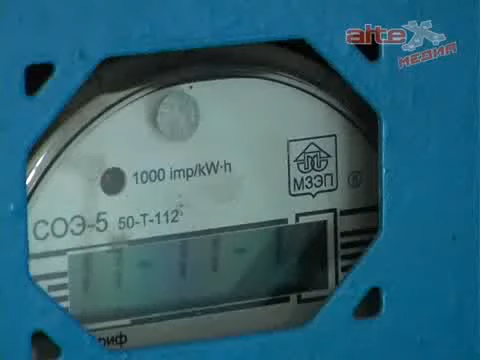 alteX
МЕДИА
1000 imp/kW·h
МЗЭП
®
СОЭ-5 50-Т-112
риф